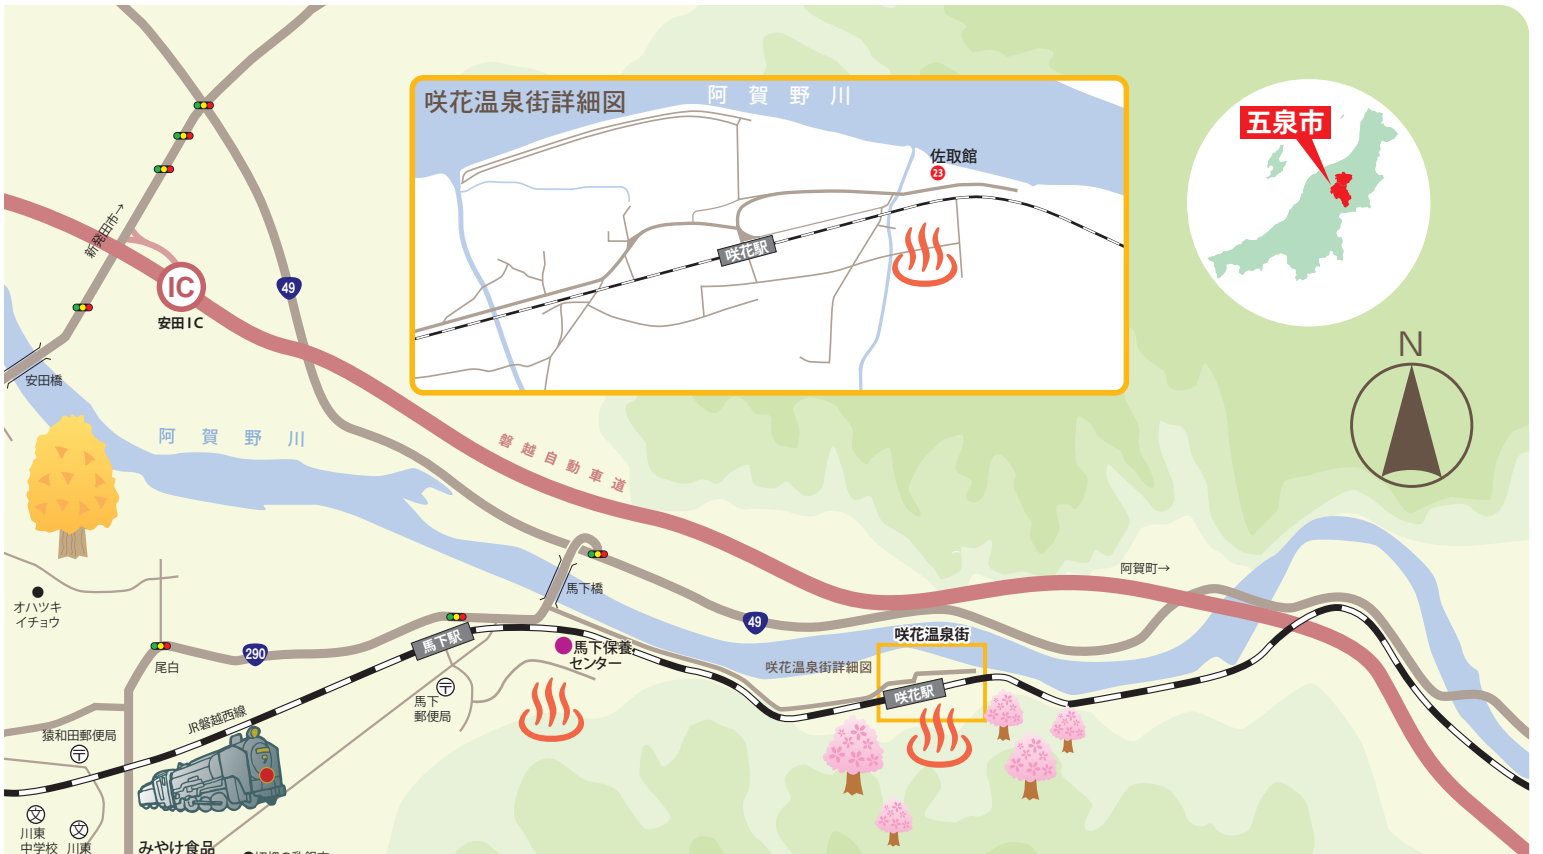 咲花温泉街詳細図
阿賀野川
佐取館
23
咲花駅
五泉市
N
新発田市→
IC
安田IC
49
安田橋
阿賀野川
磐越自動車道
阿賀町→
オハツキ
イチョウ
馬下橋
49
尾白
290
馬下駅
馬下保養
センター
咲花温泉街
咲花温泉街詳細図
咲花駅
馬下
郵便局
JR磐越西線
猿和田郵便局
〒
〒
文
文
川東
中学校
川東
みやけ食品